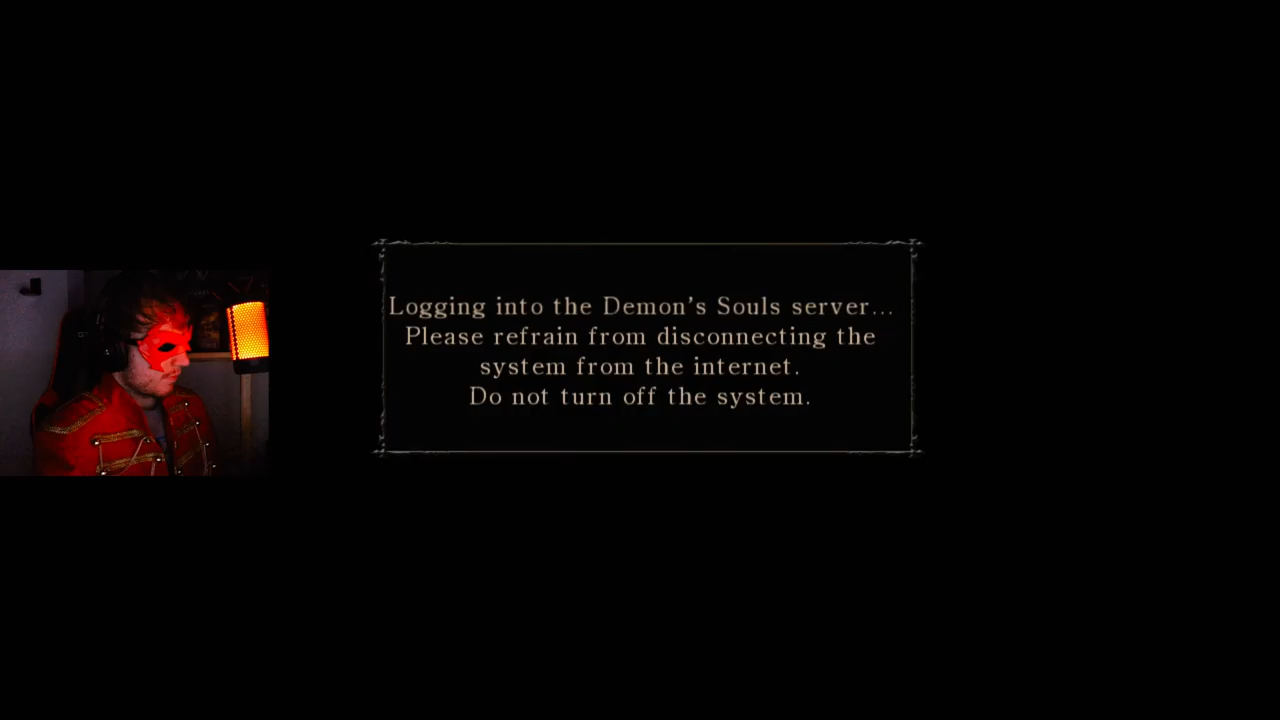 Logging into the Demon's Souls server...
Please refrain from disconnecting the
system from the internet.
Do not turn off the system.